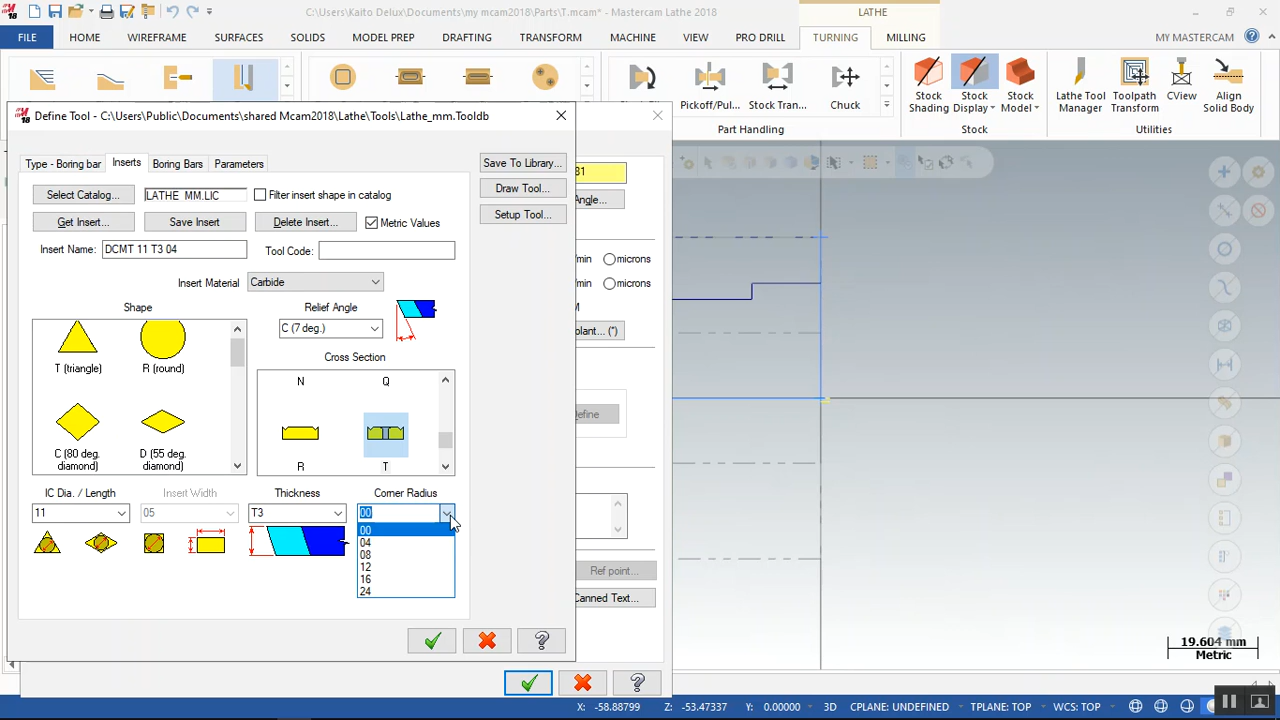 C:\Users\Kaito Delux\Documents\my mcam2018\Parts\T.mcam* - Mastercam Lathe 2018
LATHE
FILE HOME WIREFRAME SURFACES SOLIDS MODEL PREP DRAFTING TRANSFORM MACHINE VIEW PRO DRILL TURNING MILLING MY MASTERCAM
Pickoff/Pul... Stock Tran... Chuck
Stock Shading Stock Display Stock Model
Lathe Tool Manager Toolpath Transform CView Align Solid Body
Part Handling Stock Utilities
Define Tool - C:\Users\Public\Documents\shared Mcam2018\Lathe\Tools\Lathe_mm.Tooldb
Type - Boring bar Inserts Boring Bars Parameters
Save To Library...
Draw Tool...
Setup Tool...
Select Catalog... LATHE_MM.LIC Filter insert shape in catalog
Get Insert... Save Insert Delete Insert... Metric Values
Insert Name: DCMT 11 T3 04 Tool Code:
Insert Material Carbide
Shape Relief Angle
C (7 deg.)
Cross Section
T (triangle) R (round)
N Q
C (80 deg. diamond) D (55 deg. diamond)
R T
IC Dia. / Length Insert Width Thickness Corner Radius
11 05 T3 00
00
04
08
12
16
24
31
Angle...
/min microns
/min microns
M
olant... (*)
efine
Ref point...
Canned Text...
19.604 mm
Metric
X: -58.88799 Z: -53.47337 Y: 0.00000 3D CPLANE: UNDEFINED TPLANE: TOP WCS: TOP